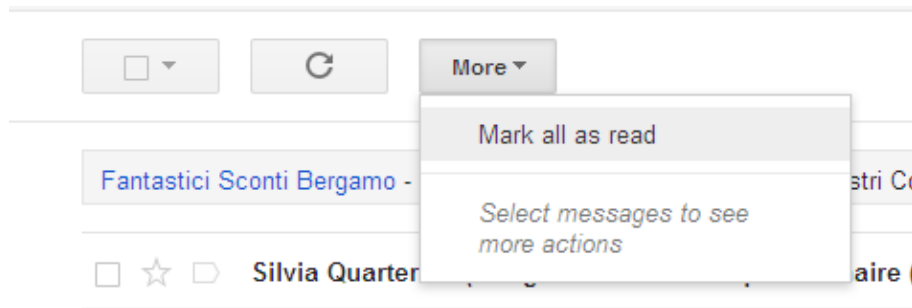 More
Mark all as read
Fantastici Sconti Bergamo -
Select messages to see
more actions
Silvia Quarter